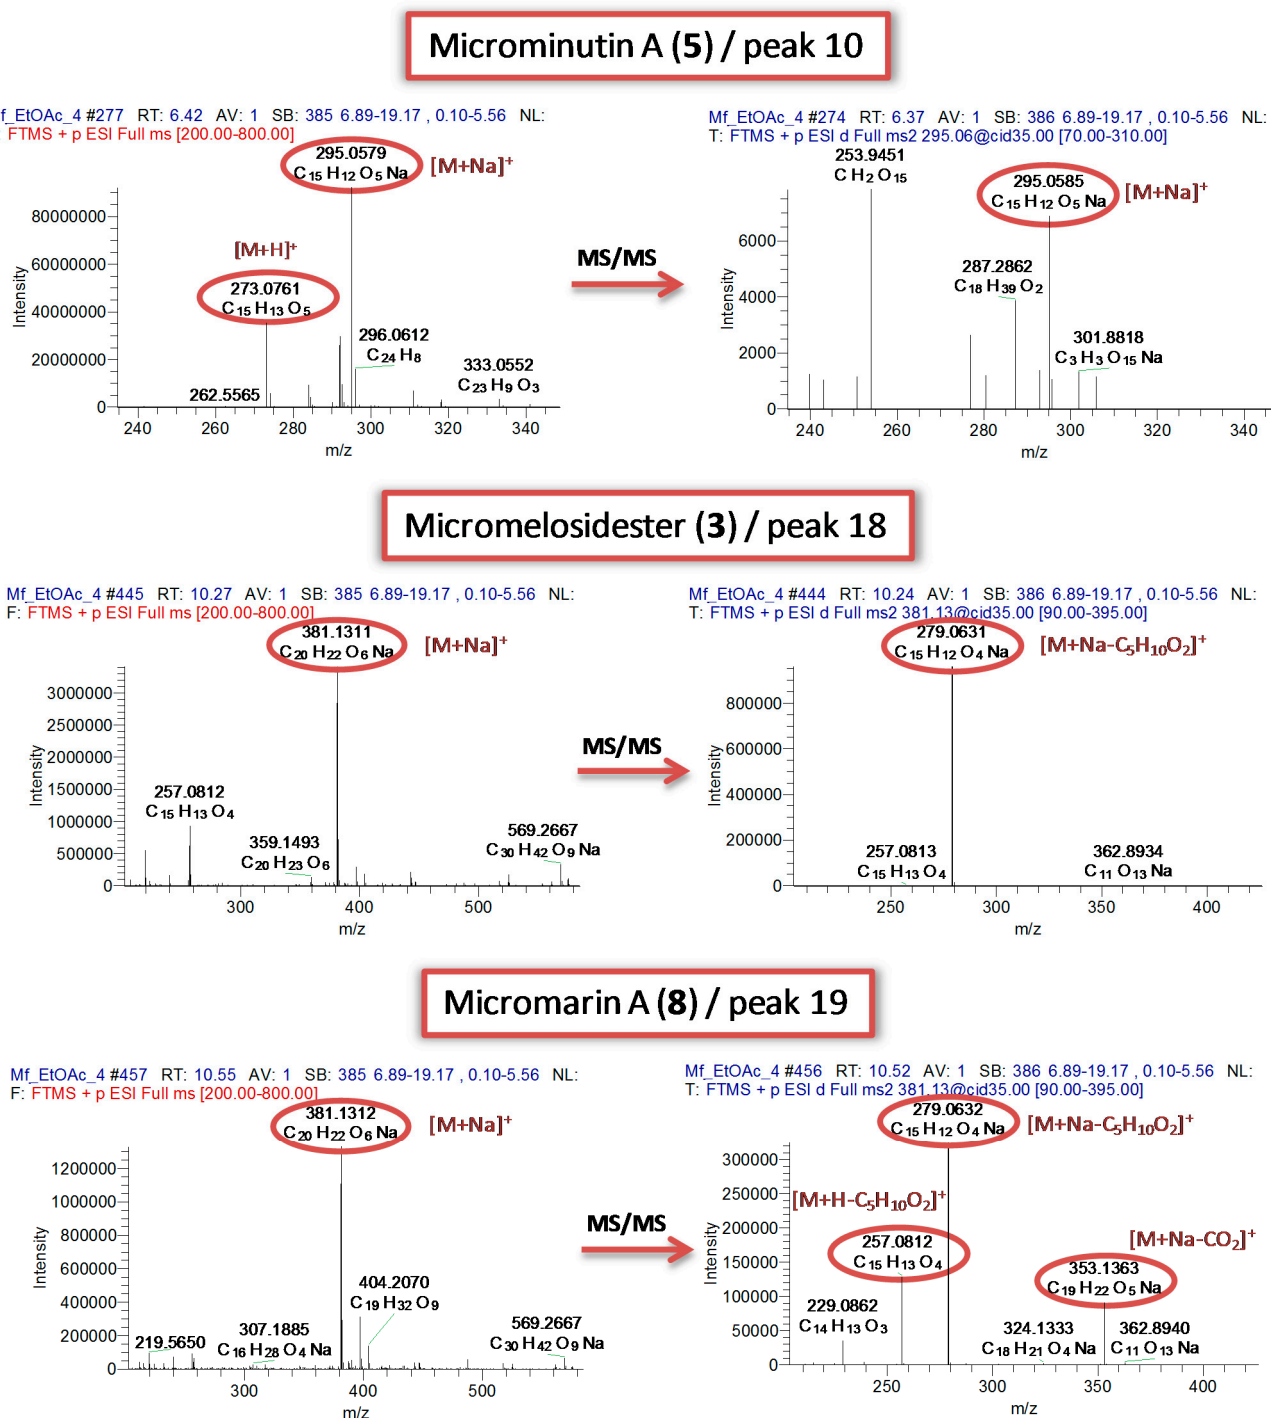 Microminutin A (5) / peak 10
f_EtOAc_4 #277 RT: 6.42 AV: 1 SB: 385 6.89-19.17 , 0.10-5.56 NL:
FTMS + p ESI Full ms [200.00-800.00]
295.0579
C15 H12 O5 Na
[M+Na]+
[M+H]+
273.0761
C15 H13 O5
296.0612
C24 H8
333.0552
C23 H9 O3
262.5565
80000000
60000000
40000000
20000000
0
Intensity
240 260 280 300 320 340
m/z
MS/MS
Mf_EtOAc_4 #274 RT: 6.37 AV: 1 SB: 386 6.89-19.17 , 0.10-5.56 NL:
T: FTMS + p ESI d Full ms2 295.06@cid35.00 [70.00-310.00]
253.9451
C H2 O15
295.0585
C15 H12 O5 Na
[M+Na]+
287.2862
C18 H39 O2
301.8818
C3 H3 O15 Na
6000
4000
2000
0
Intensity
240 260 280 300 320 340
m/z
Micromelosidester (3) / peak 18
Mf_EtOAc_4 #445 RT: 10.27 AV: 1 SB: 385 6.89-19.17 , 0.10-5.56 NL:
F: FTMS + p ESI Full ms [200.00-800.00]
381.1311
C20 H22 O6 Na
[M+Na]+
257.0812
C15 H13 O4
359.1493
C20 H23 O6
569.2667
C30 H42 O9 Na
3000000
2500000
2000000
1500000
1000000
500000
0
Intensity
300 400 500
m/z
MS/MS
Mf_EtOAc_4 #444 RT: 10.24 AV: 1 SB: 386 6.89-19.17 , 0.10-5.56 NL:
T: FTMS + p ESI d Full ms2 381.13@cid35.00 [90.00-395.00]
279.0631
C15 H12 O4 Na
[M+Na-C5H10O2]+
257.0813
C15 H13 O4
362.8934
C11 O13 Na
800000
600000
400000
200000
0
Intensity
250 300 350 400
m/z
Micromarin A (8) / peak 19
Mf_EtOAc_4 #457 RT: 10.55 AV: 1 SB: 385 6.89-19.17 , 0.10-5.56 NL:
F: FTMS + p ESI Full ms [200.00-800.00]
381.1312
C20 H22 O6 Na
[M+Na]+
404.2070
C19 H32 O9
219.5650
307.1885
C16 H28 O4 Na
569.2667
C30 H42 O9 Na
1200000
1000000
800000
600000
400000
200000
0
Intensity
300 400 500
m/z
MS/MS
Mf_EtOAc_4 #456 RT: 10.52 AV: 1 SB: 386 6.89-19.17 , 0.10-5.56 NL:
T: FTMS + p ESI d Full ms2 381.13@cid35.00 [90.00-395.00]
279.0632
C15 H12 O4 Na
[M+Na-C5H10O2]+
[M+H-C5H10O2]+
257.0812
C15 H13 O4
[M+Na-CO2]+
353.1363
C19 H22 O5 Na
229.0862
C14 H13 O3
324.1333
C18 H21 O4 Na
362.8940
C11 O13 Na
300000
250000
200000
150000
100000
50000
0
Intensity
250 300 350 400
m/z